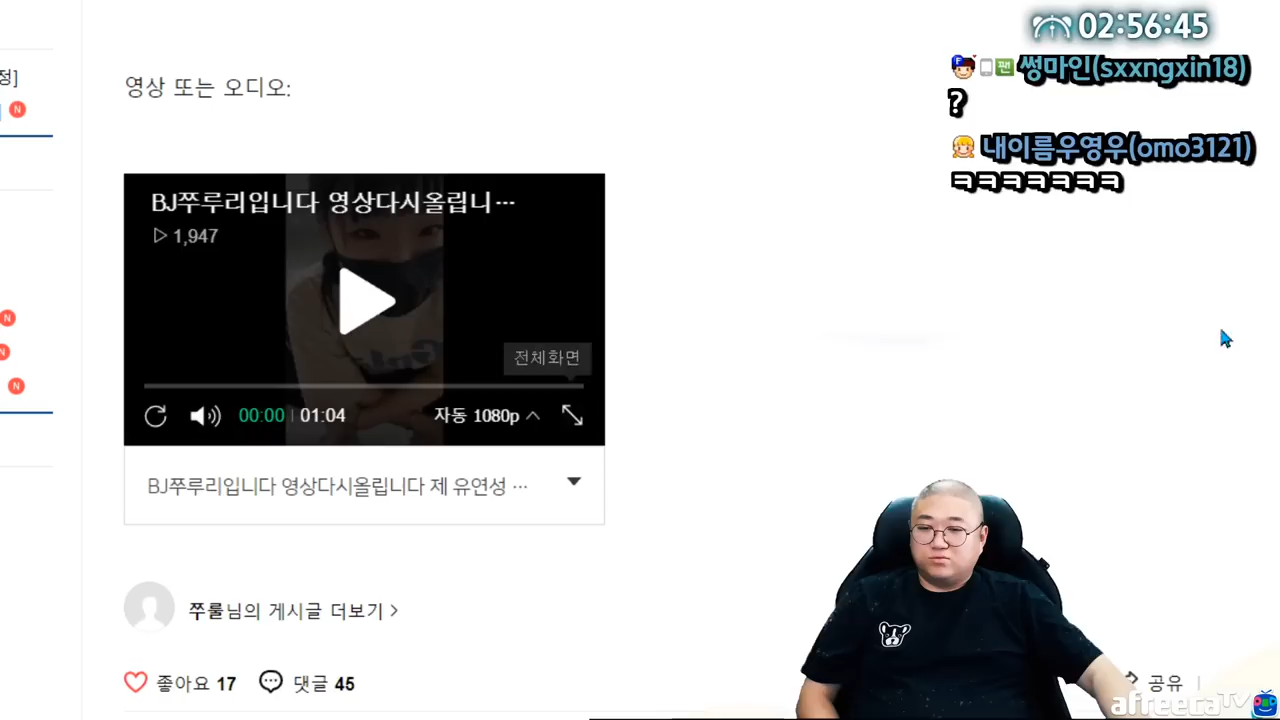 02:56:45
썽마인(sxxngxin18)
?
내이름우영우(omo3121)
ㅋㅋㅋㅋㅋㅋㅋ
정]
N
영상 또는 오디오:
BJ쭈루리입니다 영상다시올립니…
1,947
전체화면
00:00 | 01:04
자동 1080p
BJ쭈루리입니다 영상다시올립니다 제 유연성 …
N
N
N
쭈룰님의 게시글 더보기 >
좋아요 17 댓글 45
공유
afreecaTV